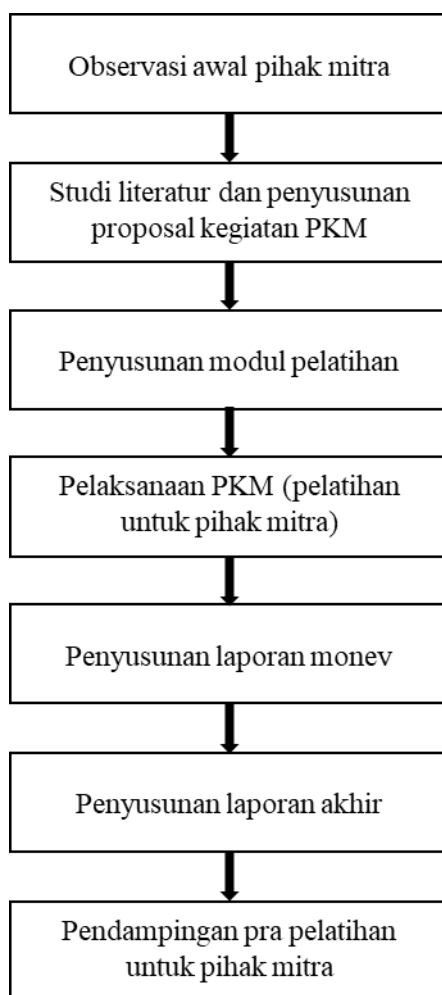 Observasi awal pihak mitra
Studi literatur dan penyusunan
proposal kegiatan PKM
Penyusunan modul pelatihan
Pelaksanaan PKM (pelatihan
untuk pihak mitra)
Penyusunan laporan monev
Penyusunan laporan akhir
Pendampingan pra pelatihan
untuk pihak mitra